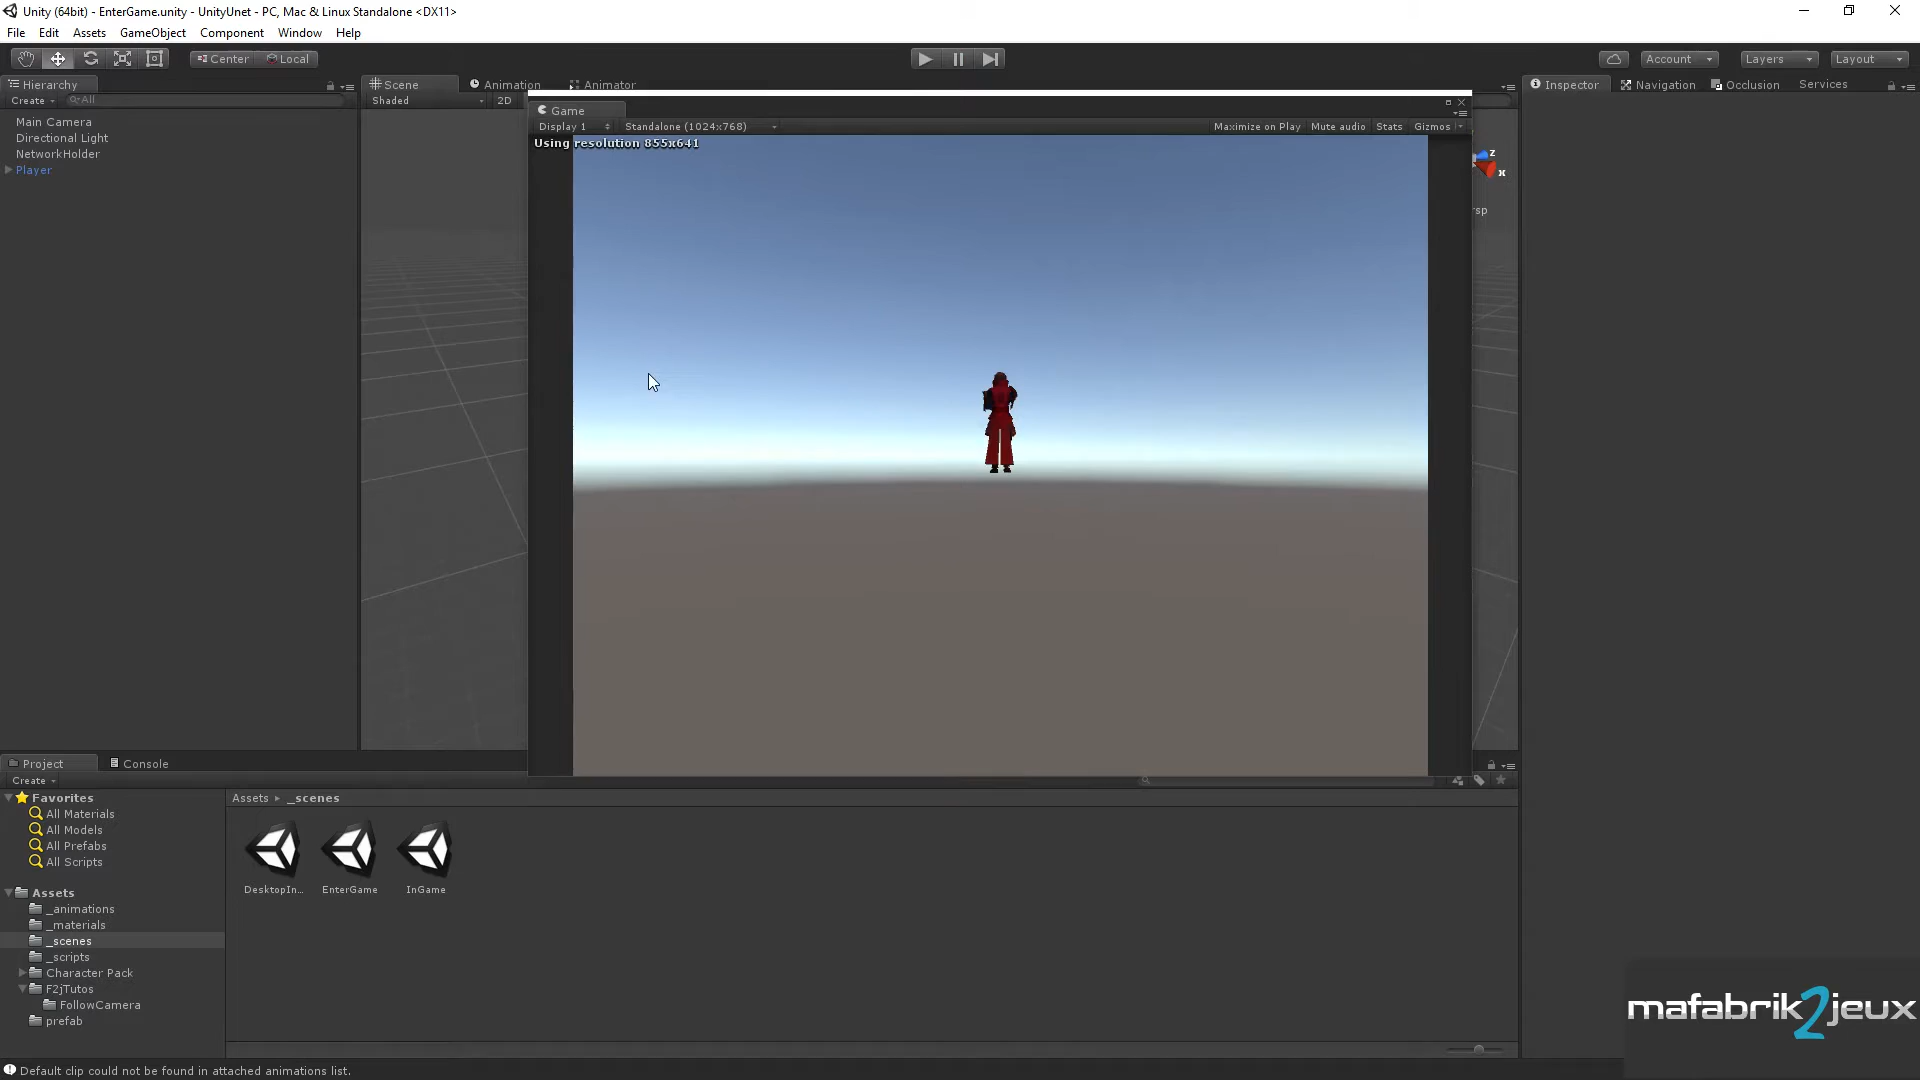 Unity (64bit) - EnterGame.unity - UnityUnet - PC, Mac & Linux Standalone <DX11>
File Edit Assets GameObject Component Window Help
Center Local Account Layers Layout
Hierarchy Scene Animation Animator Inspector Navigation Occlusion Services
Create All Shaded 2D
Game
Display 1 Standalone (1024x768) Maximize on Play Mute audio Stats Gizmos
Using resolution 855x641
Main Camera
Directional Light
NetworkHolder
Player
z
x
rsp
Project Console
Create
Favorites
All Materials
All Models
All Prefabs
All Scripts
Assets
_animations
_materials
_scenes
_scripts
Character Pack
F2jTutos
FollowCamera
prefab
Assets _scenes
DesktopIn... EnterGame InGame
mafabrik2jeux
Default clip could not be found in attached animations list.